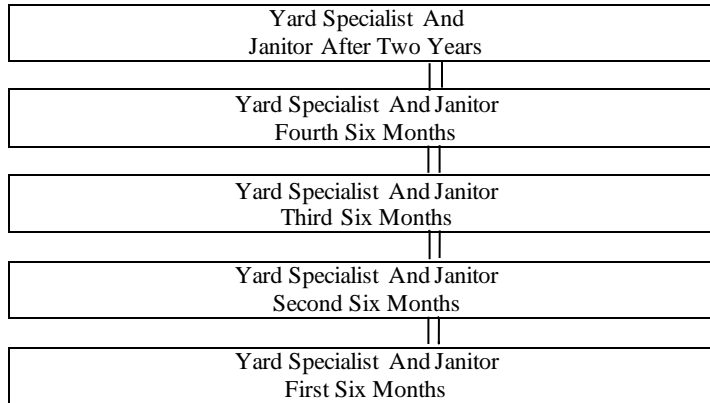 Yard Specialist And
Janitor After Two Years
Yard Specialist And Janitor
Fourth Six Months
Yard Specialist And Janitor
Third Six Months
Yard Specialist And Janitor
Second Six Months
Yard Specialist And Janitor
First Six Months